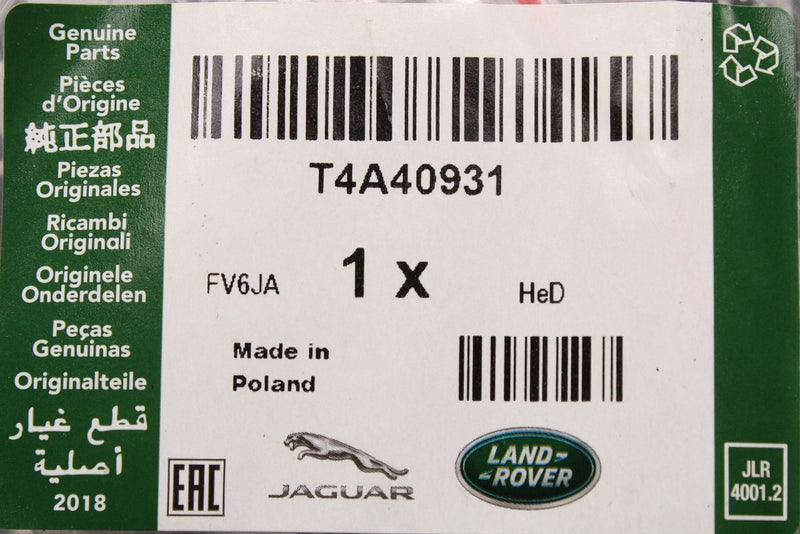 Genuine
Parts
Pièces
d'Origine
純正部品
Piezas
Originales
Ricambi
Originali
Originele
Onderdelen
Peças
Genuinas
Originalteile
قطع غيار
أصلية
2018
T4A40931
FV6JA
1 x
HeD
Made in
Poland
EAC
JAGUAR
LAND-
-ROVER
JLR
4001.2